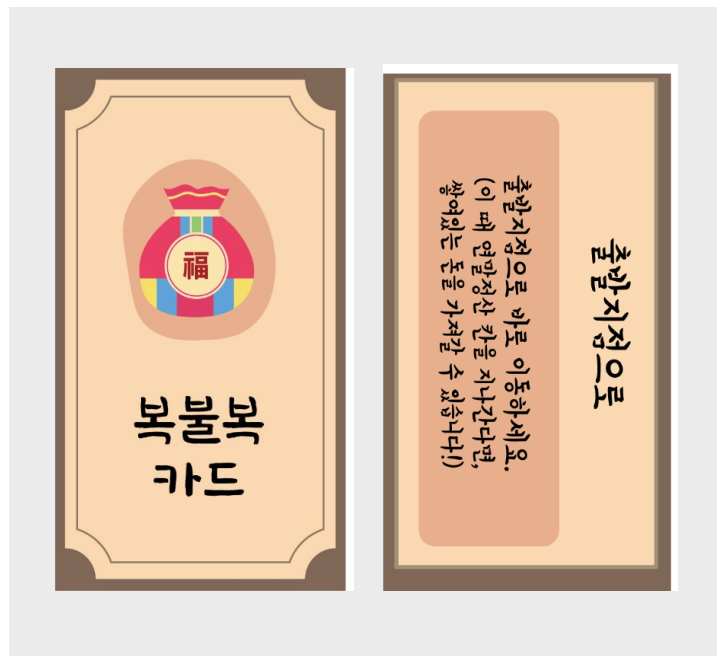 福
복불복
카드
출발지점으로
출발지점으로 바로 이동하세요.
(이 때 연말정산 칸을 지나간다면,
쌓여있는 돈을 가져갈 수 있습니다!)